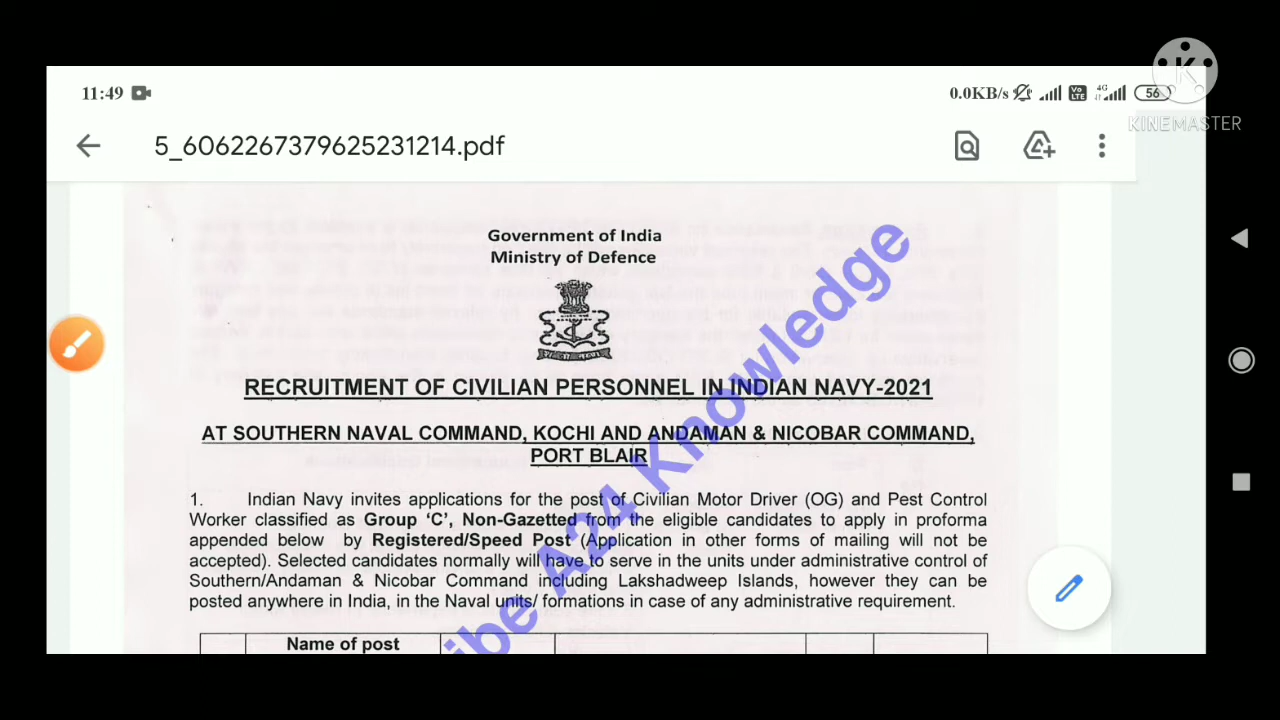 11:49
0.0KB/s Vo LTE 4G 56
KINEMASTER
5_6062267379625231214.pdf
Government of India
Ministry of Defence
RECRUITMENT OF CIVILIAN PERSONNEL IN INDIAN NAVY-2021
AT SOUTHERN NAVAL COMMAND, KOCHI AND ANDAMAN & NICOBAR COMMAND,
PORT BLAIR
1. Indian Navy invites applications for the post of Civilian Motor Driver (OG) and Pest Control
Worker classified as Group ‘C’, Non-Gazetted from the eligible candidates to apply in proforma
appended below by Registered/Speed Post (Application in other forms of mailing will not be
accepted). Selected candidates normally will have to serve in the units under administrative control of
Southern/Andaman & Nicobar Command including Lakshadweep Islands, however they can be
posted anywhere in India, in the Naval units/ formations in case of any administrative requirement.
Name of post
ibe A24 Knowledge